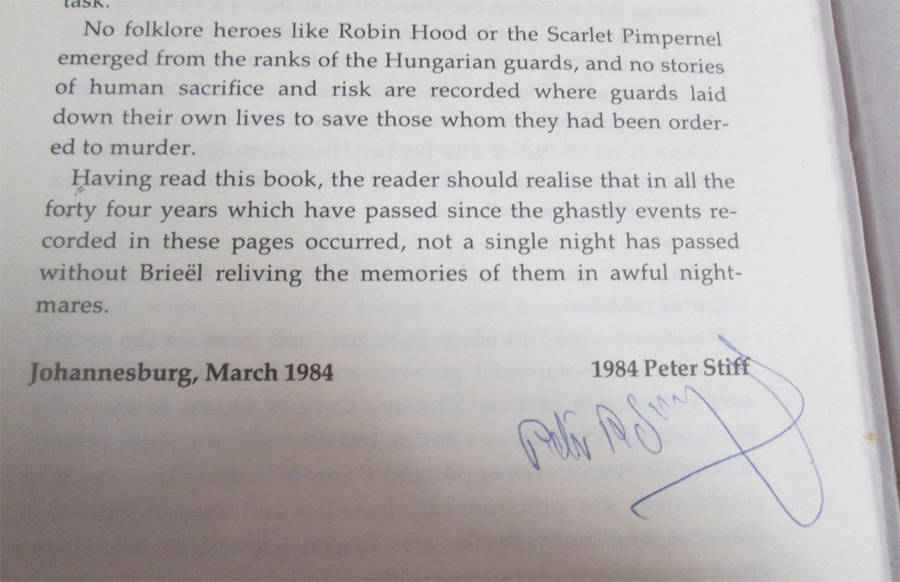 task.
No folklore heroes like Robin Hood or the Scarlet Pimpernel
emerged from the ranks of the Hungarian guards, and no stories
of human sacrifice and risk are recorded where guards laid
down their own lives to save those whom they had been order-
ed to murder.
Having read this book, the reader should realise that in all the
forty four years which have passed since the ghastly events re-
corded in these pages occurred, not a single night has passed
without Brieël reliving the memories of them in awful night-
mares.
Johannesburg, March 1984 1984 Peter Stiff
Peter